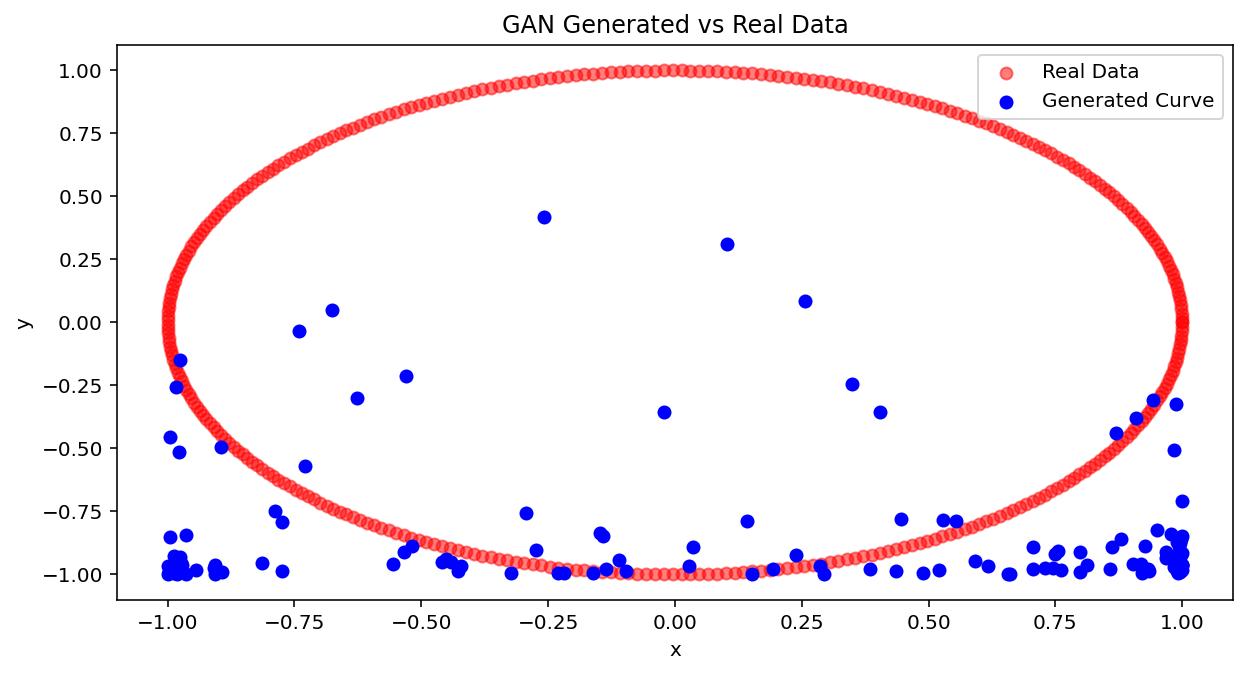 GAN Generated vs Real Data
Real Data
Generated Curve
1.00
0.75
0.50
0.25
0.00
−0.25
−0.50
−0.75
−1.00
y
−1.00 −0.75 −0.50 −0.25 0.00 0.25 0.50 0.75 1.00
x